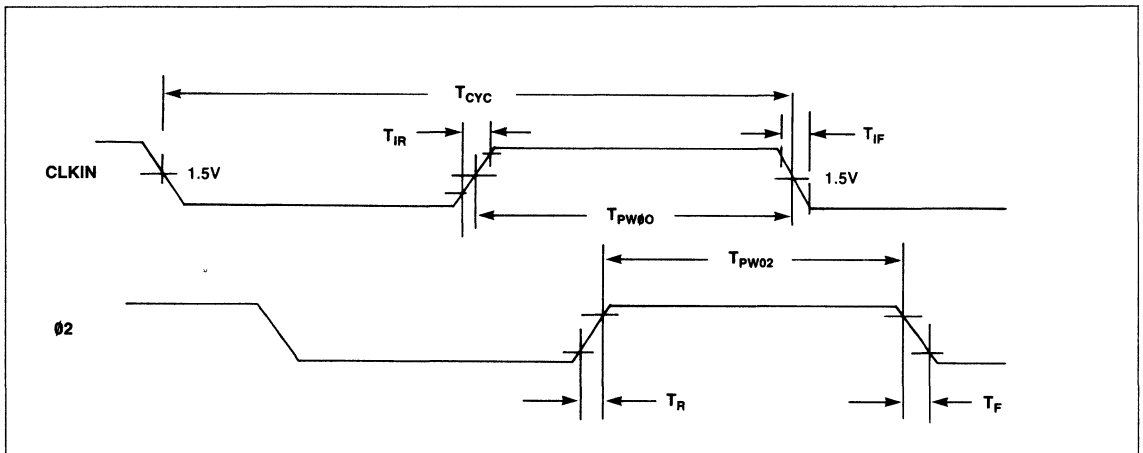 T_CYC
T_IR
T_IF
CLKIN
1.5V
1.5V
T_PWØO
T_PW02
Ø2
T_R
T_F